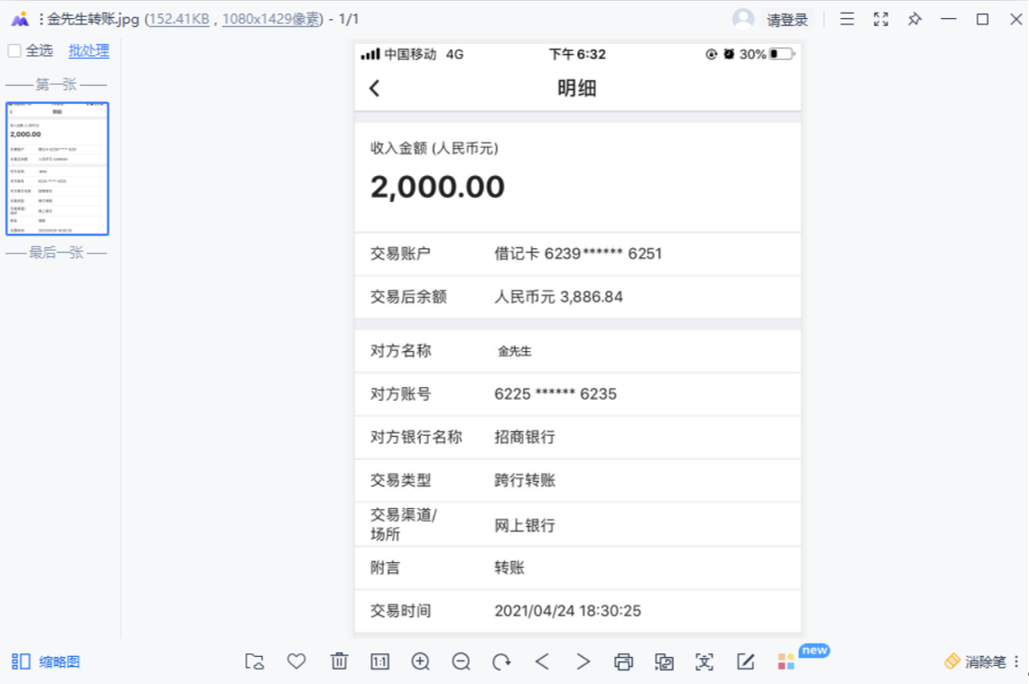 金先生转账.jpg (152.41KB , 1080x1429像素) - 1/1
请登录
全选 批处理
第一张
最后一张
中国移动 4G 下午6:32 30%
明细
收入金额 (人民币元)
2,000.00
交易账户 借记卡 6239****** 6251
交易后余额 人民币元 3,886.84
对方名称 金先生
对方账号 6225 ****** 6235
对方银行名称 招商银行
交易类型 跨行转账
交易渠道/
场所 网上银行
附言 转账
交易时间 2021/04/24 18:30:25
缩略图 1:1 new 消除笔